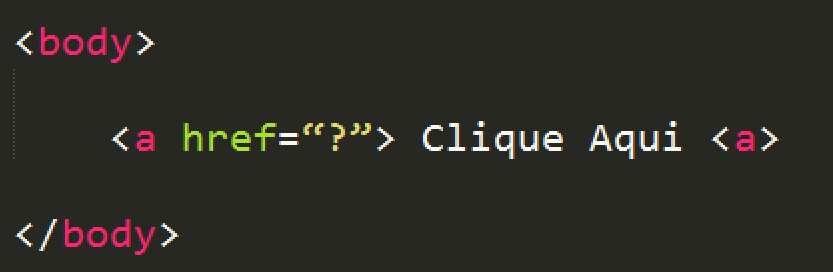 <body>
<a href=“?”> Clique Aqui <a>
</body>